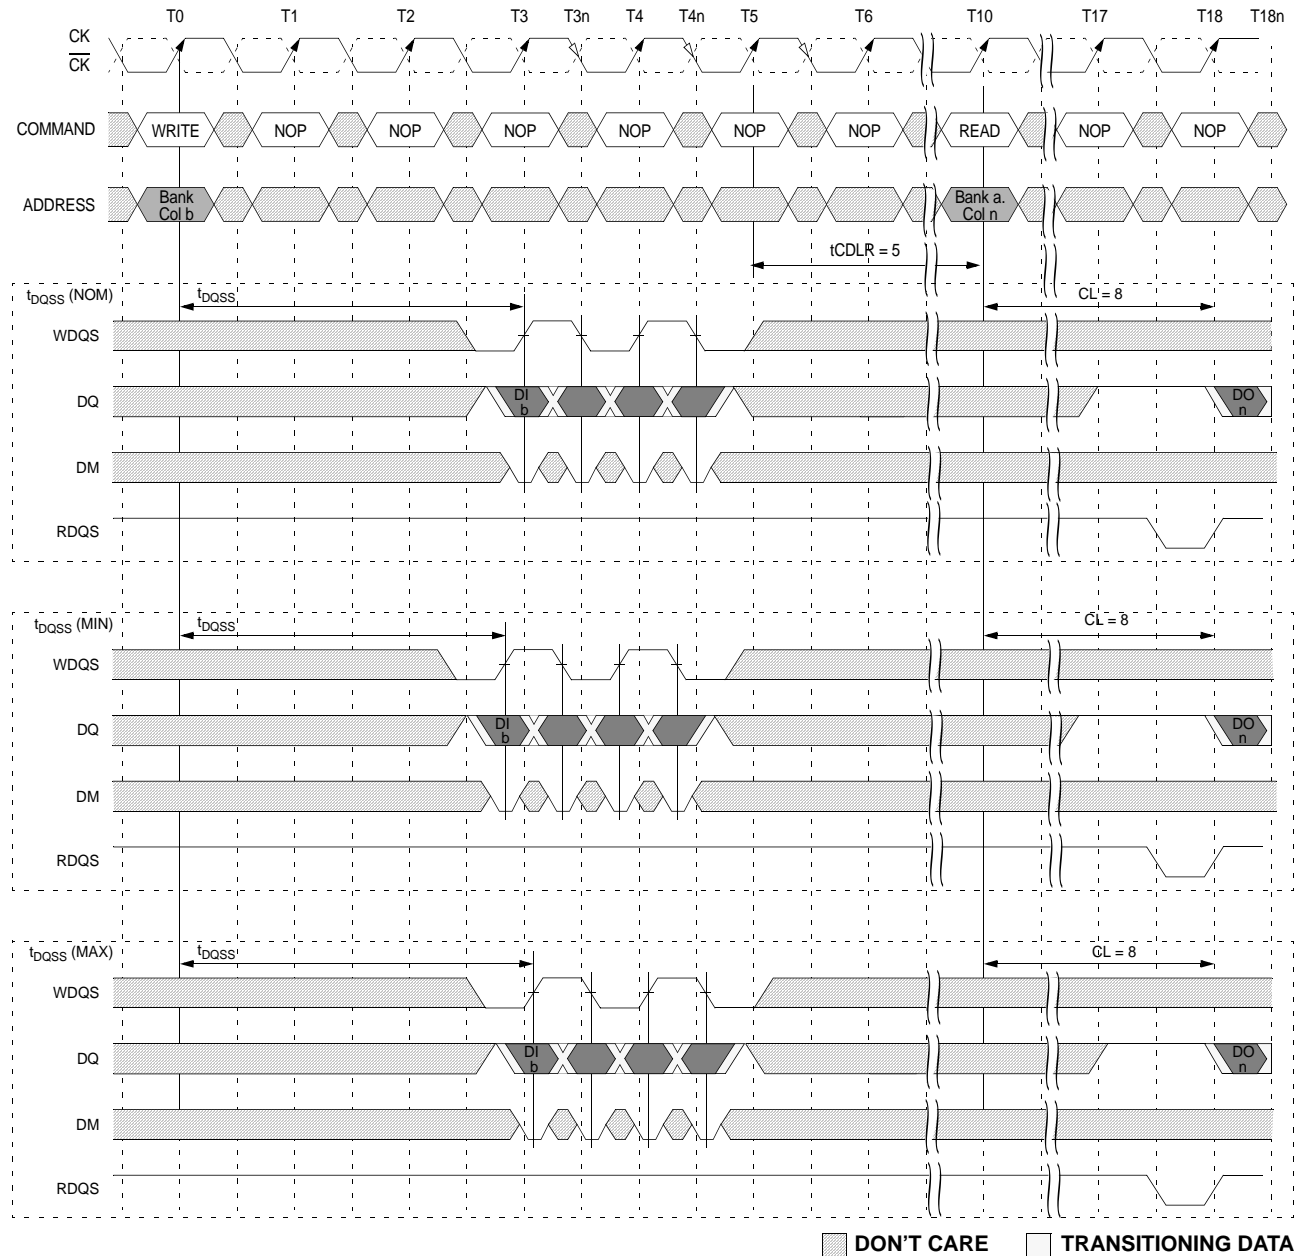 T0 T1 T2 T3 T3n T4 T4n T5 T6 T10 T17 T18 T18n
CK
CK
COMMAND WRITE NOP NOP NOP NOP NOP NOP READ NOP NOP
ADDRESS Bank Col b Bank a. Col n
tCDLR = 5
tDQSS (NOM) tDQSS CL = 8
WDQS
DQ DI b DO n
DM
RDQS
tDQSS (MIN) tDQSS CL = 8
WDQS
DQ DI b DO n
DM
RDQS
tDQSS (MAX) tDQSS CL = 8
WDQS
DQ DI b DO n
DM
RDQS
DON'T CARE TRANSITIONING DATA